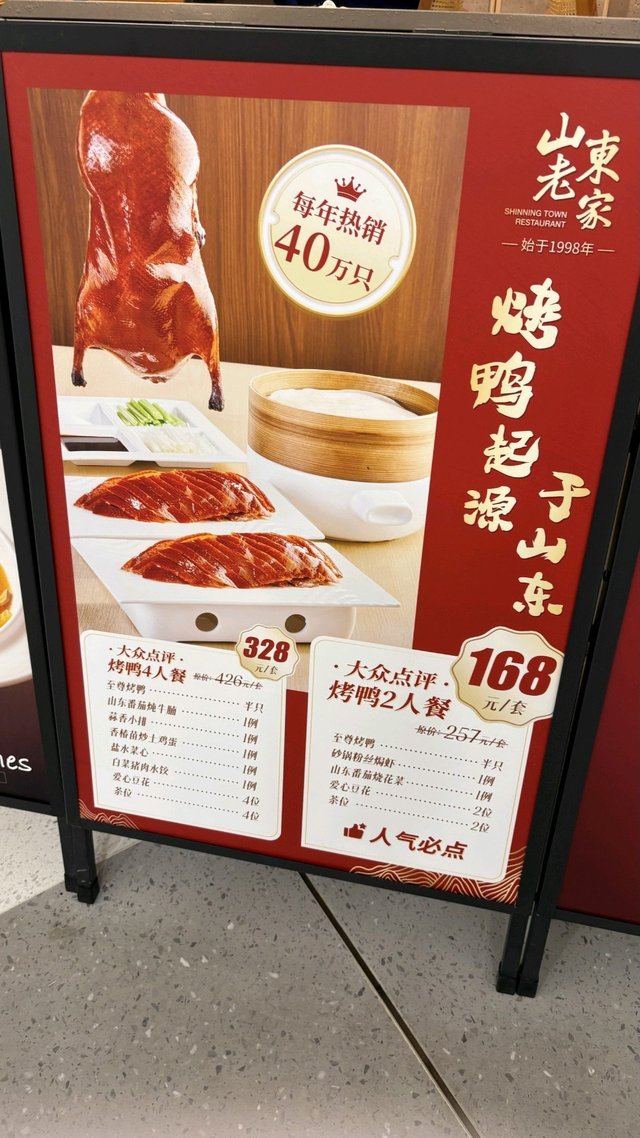 山東
老家
SHINNING TOWN
RESTAURANT
始于1998年
每年热销
40万只
烤鸭起源
于山东
328
元/套
·大众点评·
烤鸭4人餐 原价:426元/套
至尊烤鸭 半只
山东番茄炖牛腩 1例
蒜香小排 1例
香椿苗炒土鸡蛋 1例
盐水菜心 1例
白菜猪肉水饺 1例
爱心豆花 4位
茶位 4位
168
元/套
·大众点评·
烤鸭2人餐
原价:257元/套
至尊烤鸭 半只
砂锅粉丝焗虾 1例
山东番茄烧花菜 1例
爱心豆花 2位
茶位 2位
人气必点